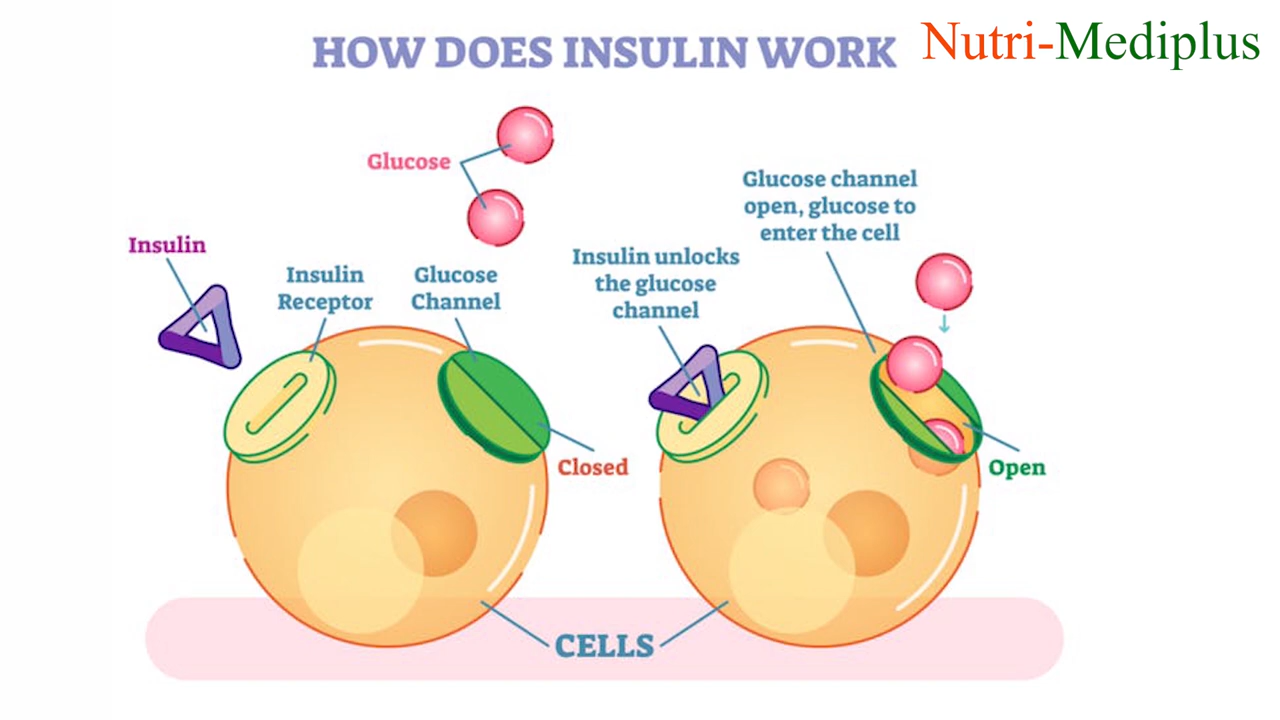 HOW DOES INSULIN WORK
Nutri-Mediplus
Glucose
Insulin
Insulin
Receptor
Glucose
Channel
Closed
Insulin unlocks
the glucose
channel
Glucose channel
open, glucose to
enter the cell
Open
CELLS